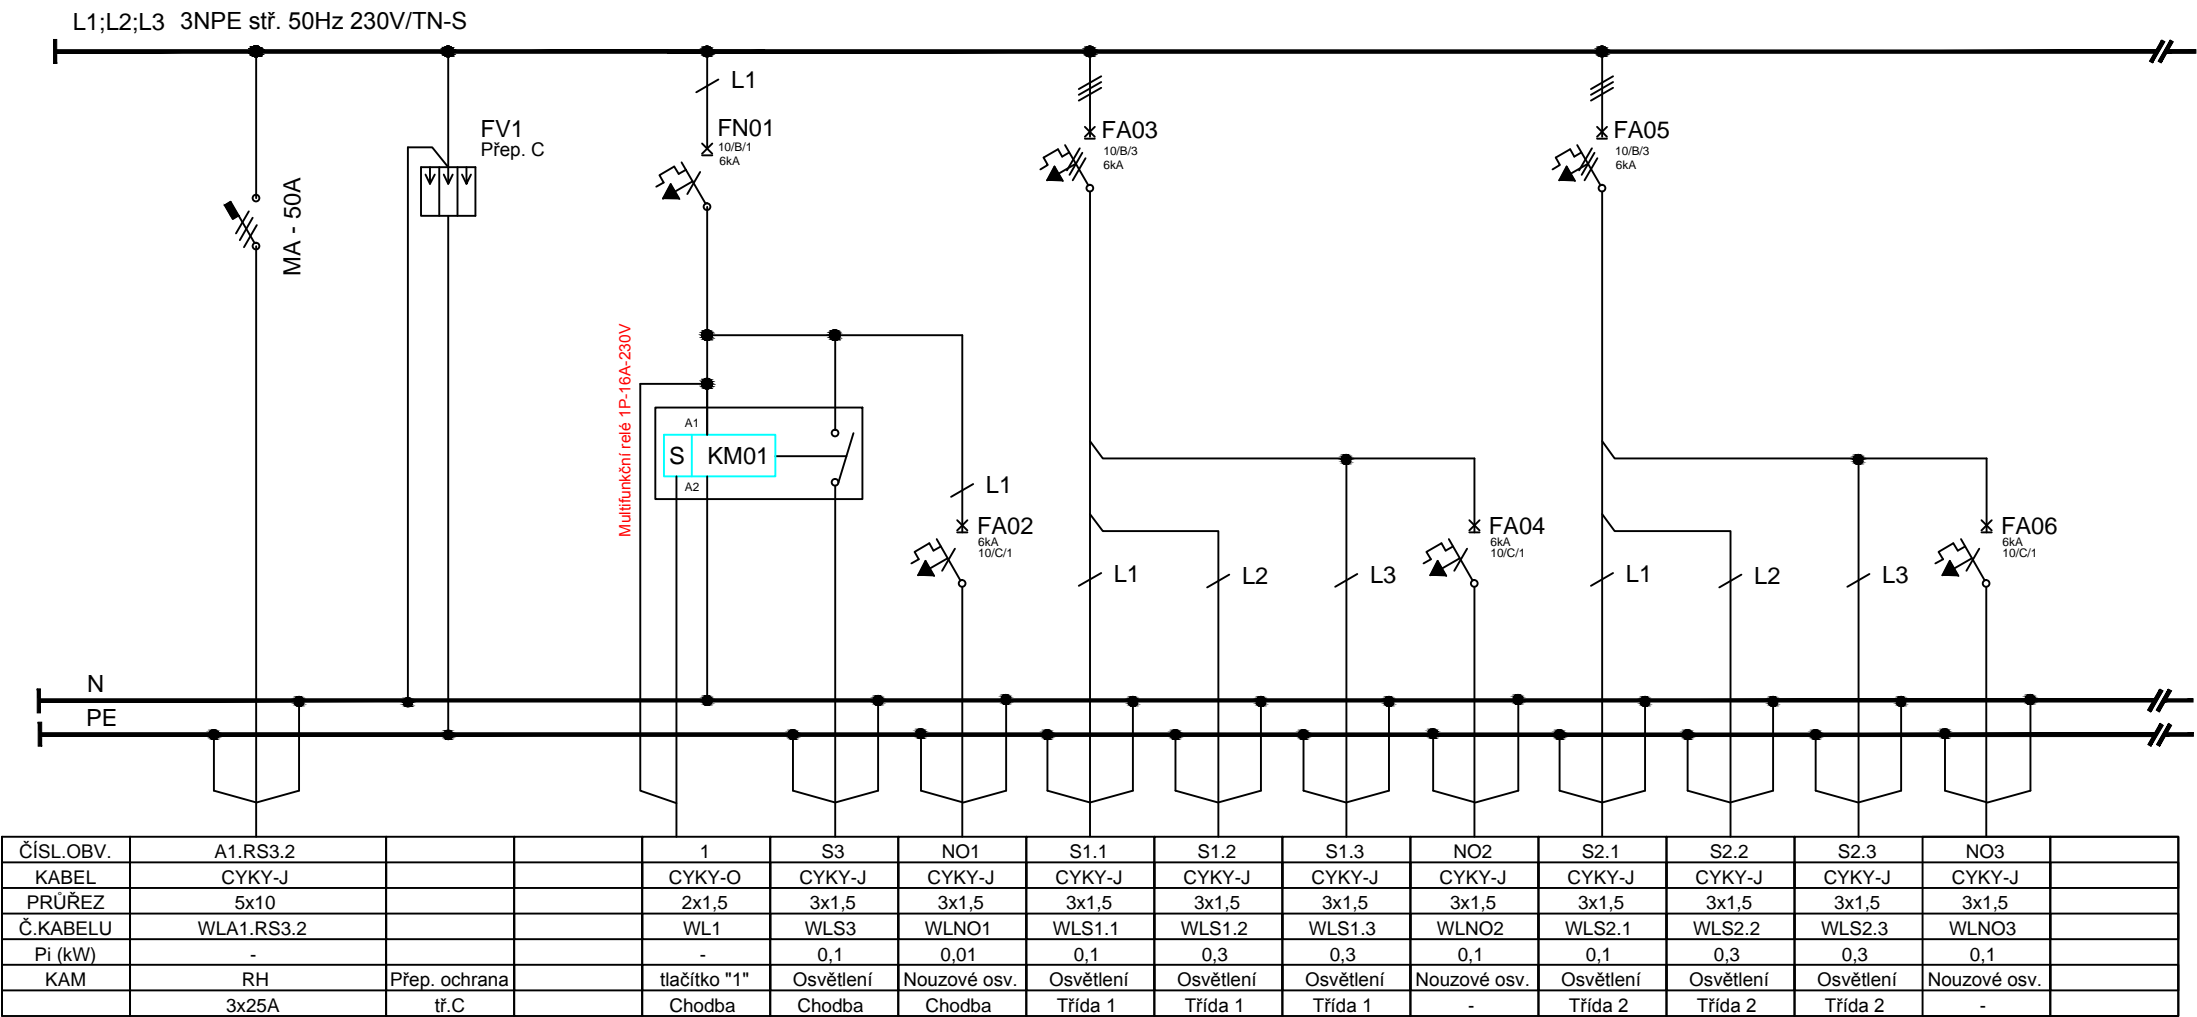 L1;L2;L3 3NPE stř. 50Hz 230V/TN-S
MA - 50A
FV1
Přep. C
L1
FN01
10/B/1
6kA
FA03
10/B/3
6kA
FA05
10/B/3
6kA
Multifunkční relé 1P-16A-230V
A1
S KM01
A2
L1
FA02
6kA
10/C/1
L1
L2
L3
FA04
6kA
10/C/1
L1
L2
L3
FA06
6kA
10/C/1
N
PE
ČÍSL.OBV. A1.RS3.2 1 S3 NO1 S1.1 S1.2 S1.3 NO2 S2.1 S2.2 S2.3 NO3
KABEL CYKY-J CYKY-O CYKY-J CYKY-J CYKY-J CYKY-J CYKY-J CYKY-J CYKY-J CYKY-J CYKY-J CYKY-J
PRŮŘEZ 5x10 2x1,5 3x1,5 3x1,5 3x1,5 3x1,5 3x1,5 3x1,5 3x1,5 3x1,5 3x1,5 3x1,5
Č.KABELU WLA1.RS3.2 WL1 WLS3 WLNO1 WLS1.1 WLS1.2 WLS1.3 WLNO2 WLS2.1 WLS2.2 WLS2.3 WLNO3
Pi (kW) - - 0,1 0,01 0,1 0,3 0,3 0,1 0,1 0,3 0,3 0,1
KAM RH Přep. ochrana tlačítko "1" Osvětlení Nouzové osv. Osvětlení Osvětlení Osvětlení Nouzové osv. Osvětlení Osvětlení Osvětlení Nouzové osv.
3x25A tř.C Chodba Chodba Chodba Třída 1 Třída 1 Třída 1 - Třída 2 Třída 2 Třída 2 -